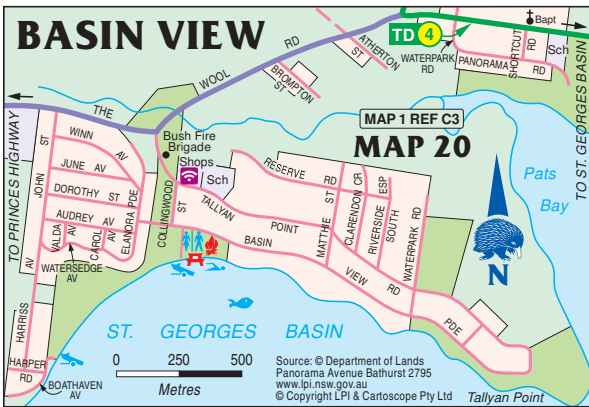 BASIN VIEW
TD 4
Bapt
WATERPARK
RD
PANORAMA RD
SHORTCUT RD
Sch
ATHERTON
ST
BROMPTON
ST
THE WOOL RD
MAP 1 REF C3
MAP 20
TO ST. GEORGES BASIN
TO PRINCES HIGHWAY
Pats
Bay
Bush Fire
Brigade
Shops
Sch
WINN AV
JUNE AV
DOROTHY ST
AUDREY AV
JOHN ST
VALDA
AV
CAROL
AV
ELANORA PDE
WATERSEDGE
AV
COLLINGWOOD ST
TALLYAN POINT
RESERVE RD
MATTHIE ST
CLARENDON CR
RIVERSIDE
ESP
SOUTH
WATERPARK RD
BASIN VIEW RD
PDE
HARRISS AV
HARPER
RD
BOATHAVEN
AV
N
ST. GEORGES BASIN
0 250 500
Metres
Source: © Department of Lands
Panorama Avenue Bathurst 2795
www.lpi.nsw.gov.au
© Copyright LPI & Cartoscope Pty Ltd
Tallyan Point